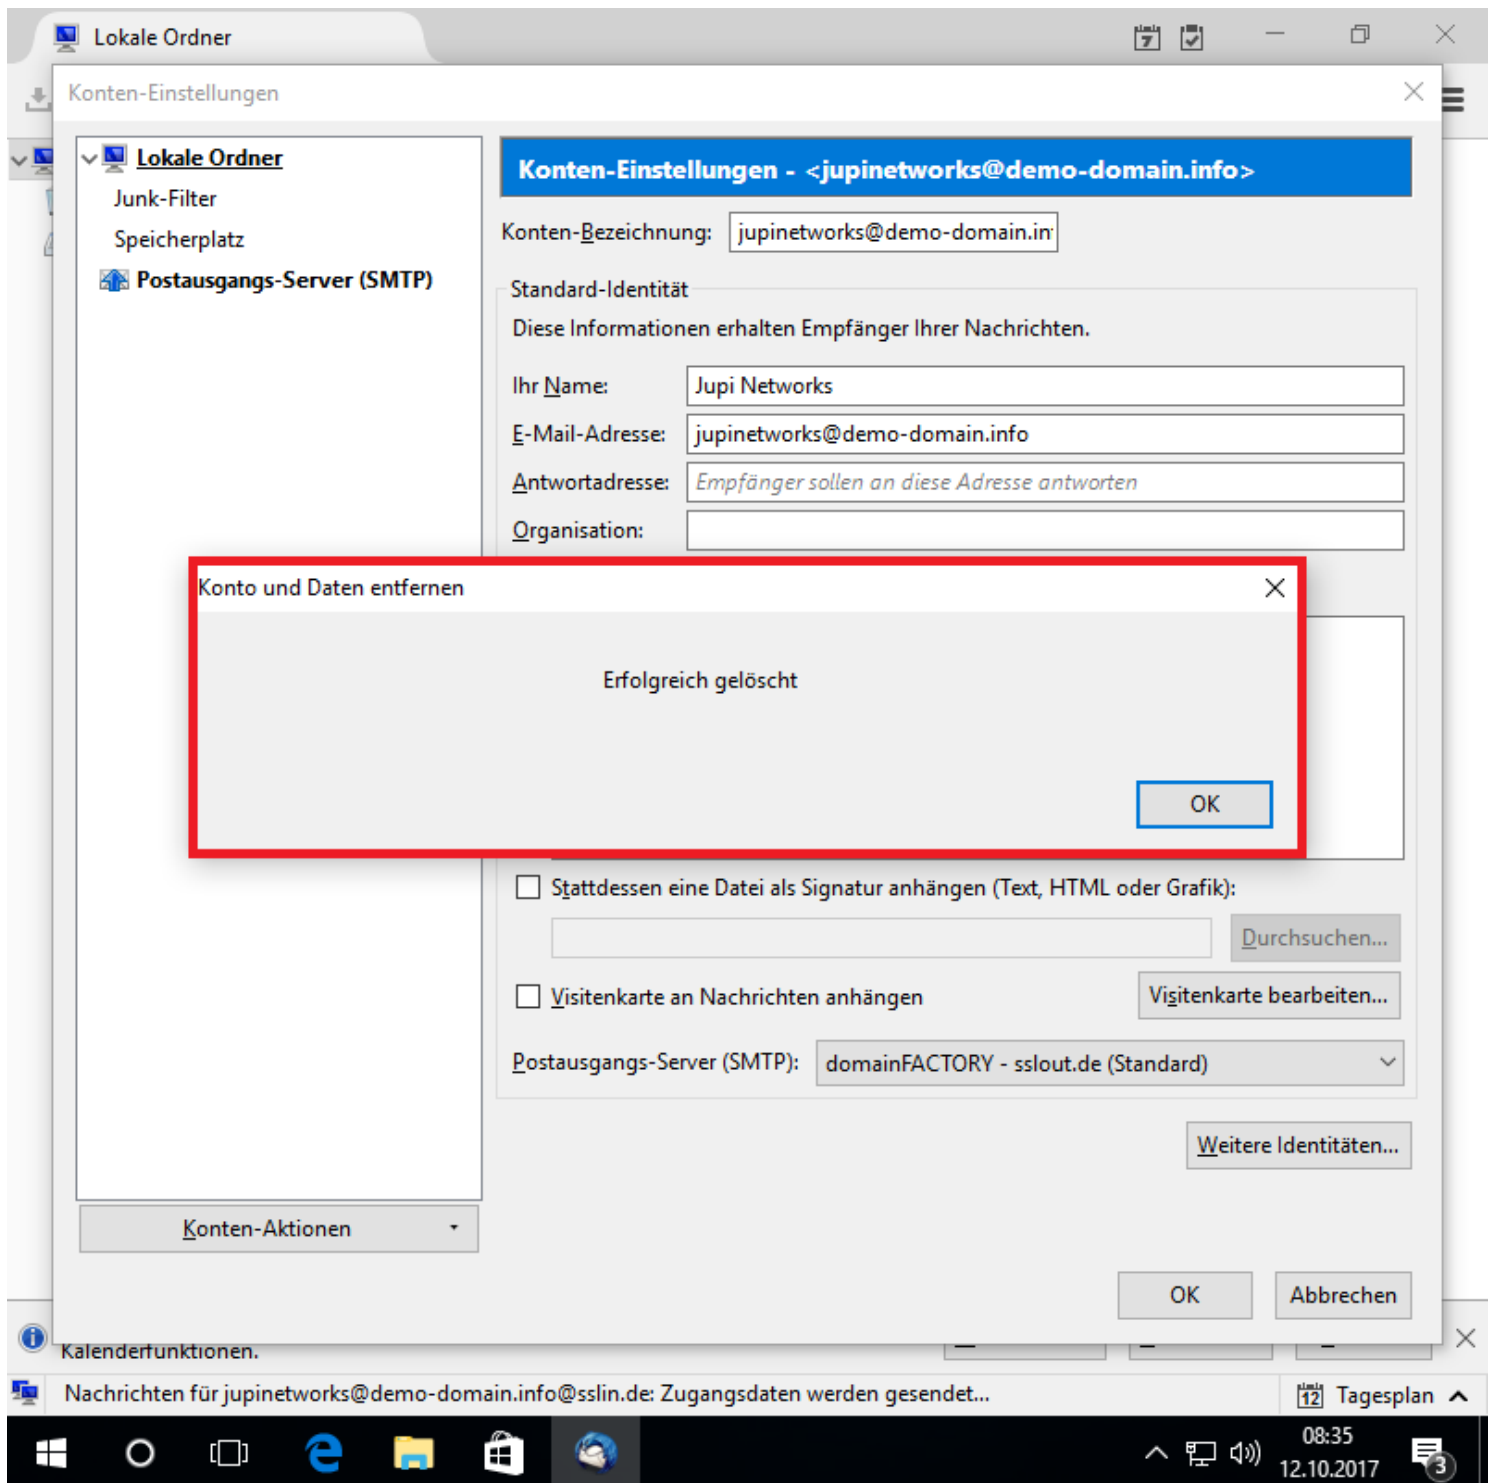 Lokale Ordner
Konten-Einstellungen
Lokale Ordner
Junk-Filter
Speicherplatz
Postausgangs-Server (SMTP)
Konten-Aktionen
Konten-Einstellungen - <jupinetworks@demo-domain.info>
Konten-Bezeichnung: jupinetworks@demo-domain.in
Standard-Identität
Diese Informationen erhalten Empfänger Ihrer Nachrichten.
Ihr Name: Jupi Networks
E-Mail-Adresse: jupinetworks@demo-domain.info
Antwortadresse: Empfänger sollen an diese Adresse antworten
Organisation:
Konto und Daten entfernen
Erfolgreich gelöscht
OK
Stattdessen eine Datei als Signatur anhängen (Text, HTML oder Grafik):
Durchsuchen...
Visitenkarte an Nachrichten anhängen Visitenkarte bearbeiten...
Postausgangs-Server (SMTP): domainFACTORY - sslout.de (Standard)
Weitere Identitäten...
OK Abbrechen
Kalenderfunktionen.
Nachrichten für jupinetworks@demo-domain.info@sslin.de: Zugangsdaten werden gesendet... 12 Tagesplan
08:35
12.10.2017 3